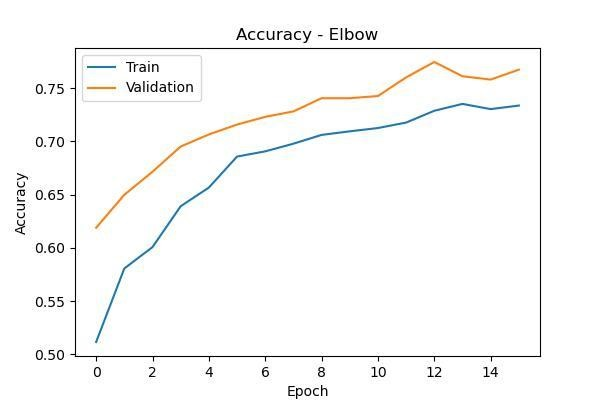 Accuracy - Elbow
Train
Validation
0.75
0.70
0.65
0.60
0.55
0.50
Accuracy
0 2 4 6 8 10 12 14
Epoch